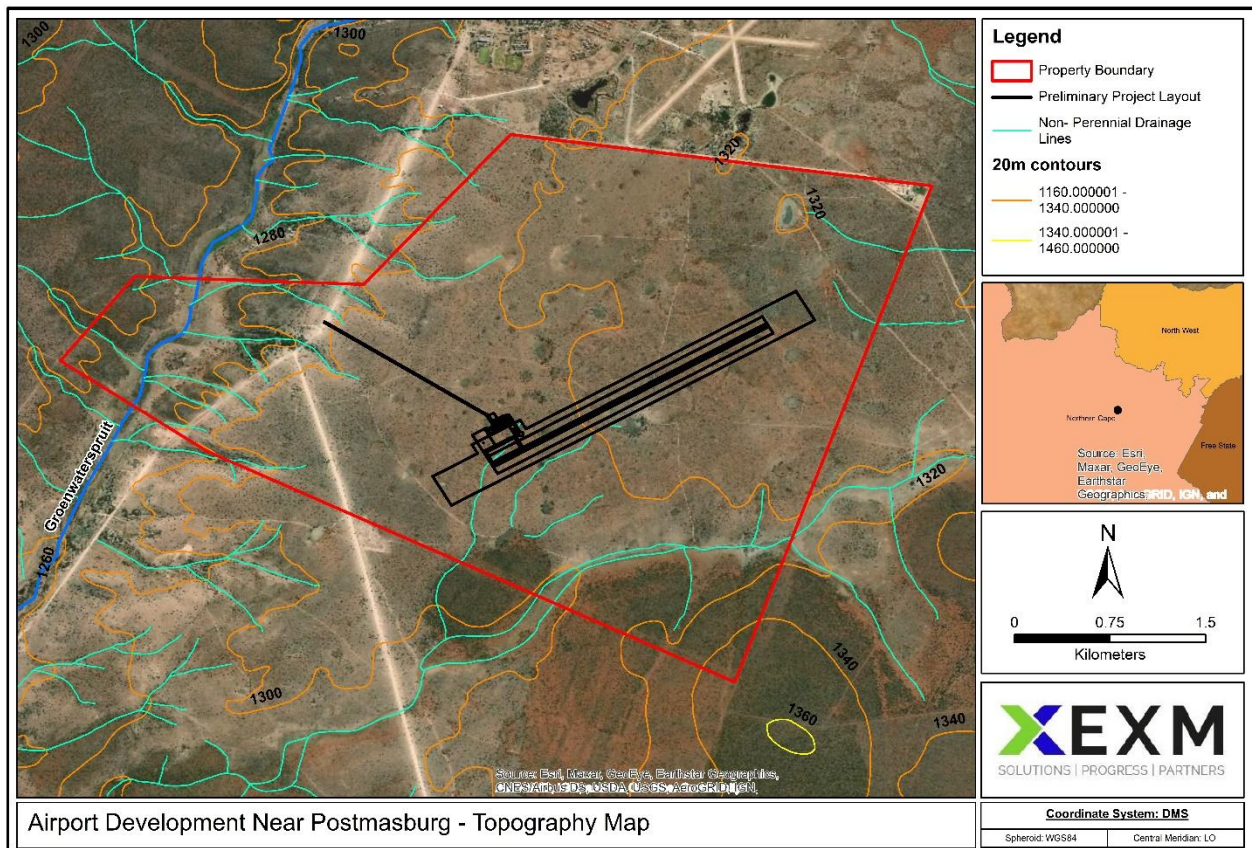 1300
1300
1320
1320
1280
Groenwaterspruit
1260
1320
1300
1340
1360
1340
Source: Esri, Maxar, GeoEye, Earthstar Geographics,
CNES/Airbus DS, USDA, USGS, AeroGRID, IGN,
Legend
Property Boundary
Preliminary Project Layout
Non- Perennial Drainage
Lines
20m contours
1160.000001 -
1340.000000
1340.000001 -
1460.000000
North West
Northern Cape
Free State
Source: Esri,
Maxar, GeoEye,
Earthstar
Geographics
GRID, IGN, and
N
0 0.75 1.5
Kilometers
EXM
SOLUTIONS | PROGRESS | PARTNERS
Airport Development Near Postmasburg - Topography Map
Coordinate System: DMS
Spheroid: WGS84
Central Meridian: LO